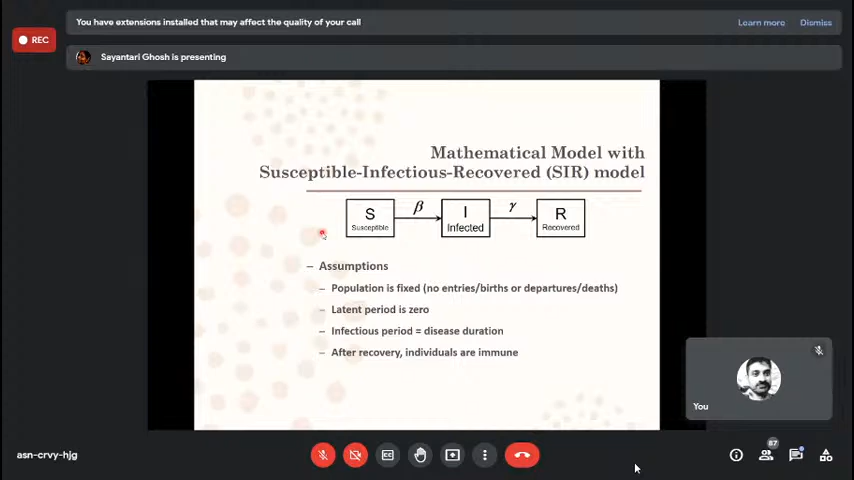 You have extensions installed that may affect the quality of your call
Learn more
Dismiss
REC
Sayantari Ghosh is presenting
Mathematical Model with
Susceptible-Infectious-Recovered (SIR) model
S
Susceptible
β
I
Infected
γ
R
Recovered
– Assumptions
– Population is fixed (no entries/births or departures/deaths)
– Latent period is zero
– Infectious period = disease duration
– After recovery, individuals are immune
You
asn-crvy-hjg
CC
87